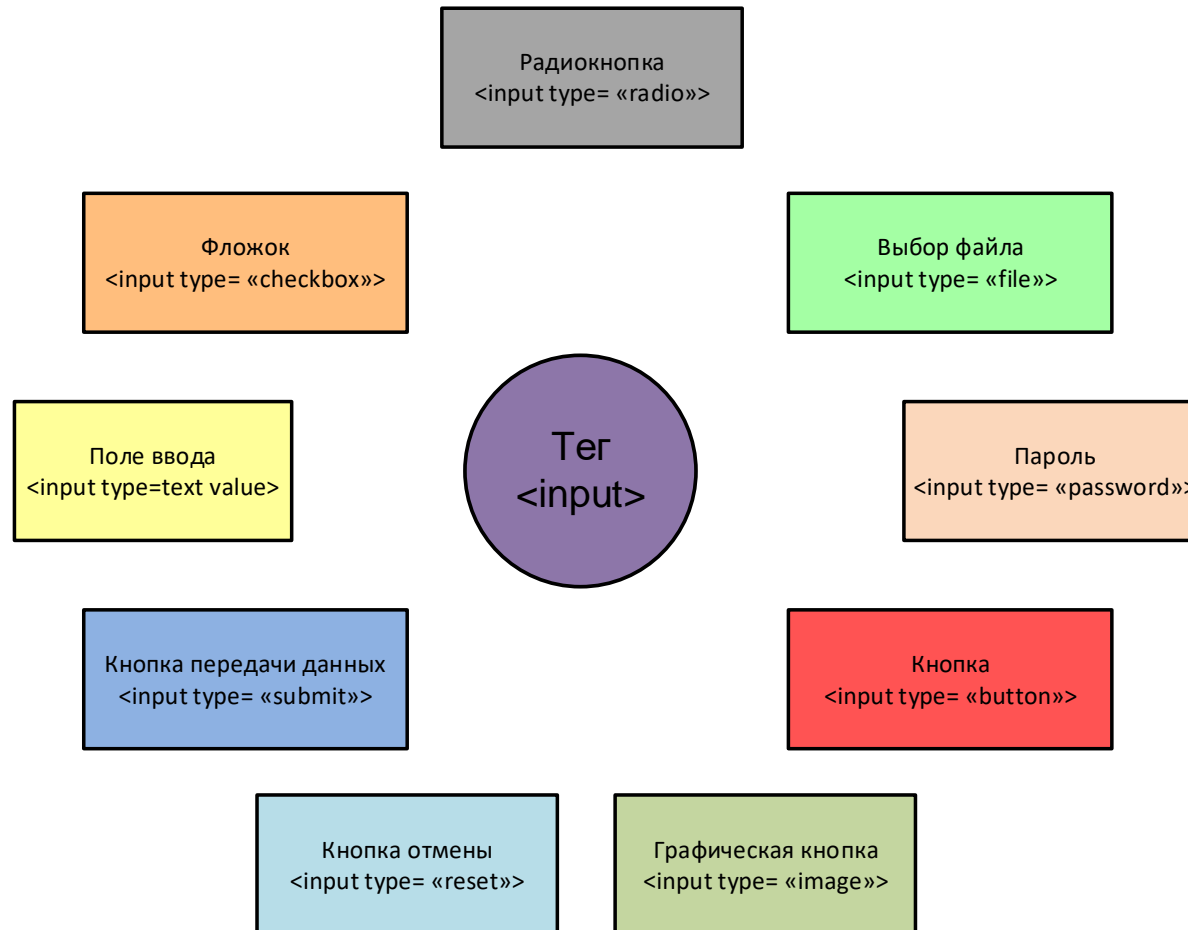 Радиокнопка
<input type= «radio»>
Фложок
<input type= «checkbox»>
Выбор файла
<input type= «file»>
Поле ввода
<input type=text value>
Тег
<input>
Пароль
<input type= «password»>
Кнопка передачи данных
<input type= «submit»>
Кнопка
<input type= «button»>
Кнопка отмены
<input type= «reset»>
Графическая кнопка
<input type= «image»>